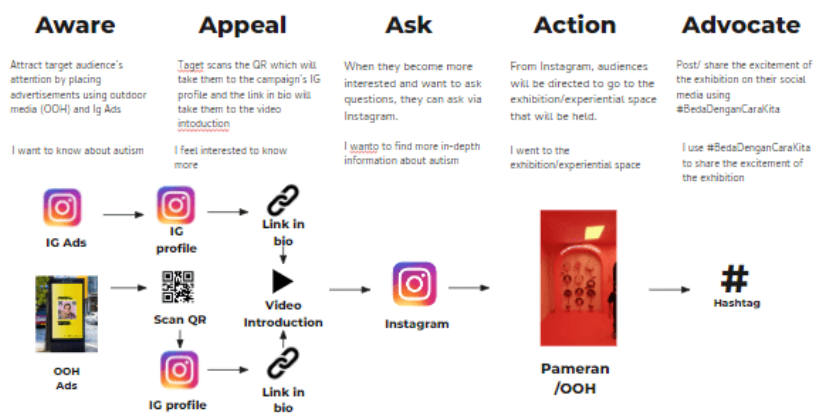 Aware
Appeal
Ask
Action
Advocate
Attract target audience's
attention by placing
advertisements using outdoor
media (OOH) and Ig Ads
I want to know about autism
Taget scans the QR which will
take them to the campaign's IG
profile and the link in bio will
take them to the video
intoduction
I feel interested to know
more
When they become more
interested and want to ask
questions, they can ask via
Instagram.
I wanto to find more in-depth
information about autism
From Instagram, audiences
will be directed to go to the
exhibition/experiential space
that will be held.
I went to the
exhibition/experiential space
Post/ share the excitement of
the exhibition on their social
media using
#BedaDenganCaraKita
I use #BedaDenganCaraKita
to share the excitement of
the exhibition
IG Ads
IG
profile
Link in
bio
OOH
Ads
Scan QR
Video
Introduction
IG profile
Link in
bio
Instagram
Pameran
/OOH
#
Hashtag